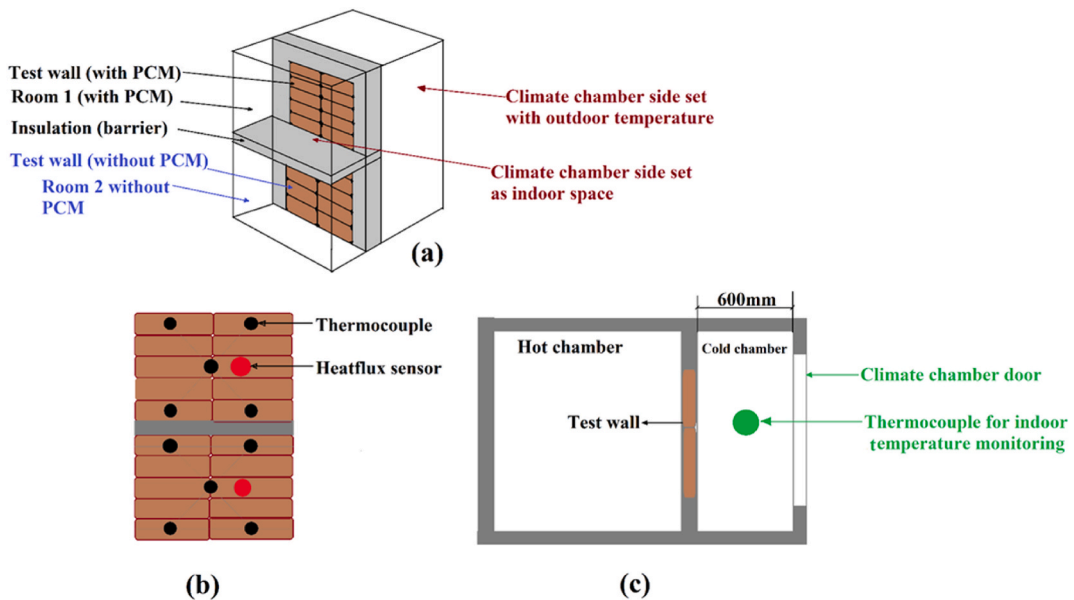 Test wall (with PCM)
Room 1 (with PCM)
Insulation (barrier)
Test wall (without PCM)
Room 2 without
PCM
Climate chamber side set
with outdoor temperature
Climate chamber side set
as indoor space
(a)
Thermocouple
Heatflux sensor
(b)
600mm
Hot chamber
Cold chamber
Climate chamber door
Test wall
Thermocouple for indoor
temperature monitoring
(c)